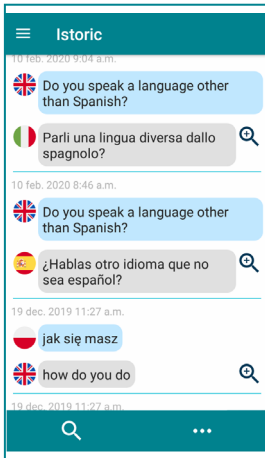 Istoric
10 feb. 2020 9:04 a.m.
Do you speak a language other
than Spanish?
Parli una lingua diversa dallo
spagnolo?
10 feb. 2020 8:46 a.m.
Do you speak a language other
than Spanish?
¿Hablas otro idioma que no
sea español?
19 dec. 2019 11:27 a.m.
jak się masz
how do you do
19 dec. 2019 11:27 a.m.